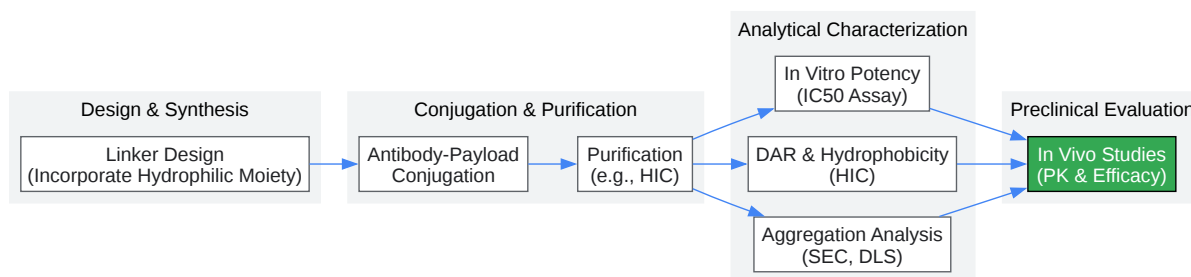 Design & Synthesis
Linker Design
(Incorporate Hydrophilic Moiety)
Conjugation & Purification
Antibody-Payload
Conjugation
Purification
(e.g., HIC)
Analytical Characterization
In Vitro Potency
(IC50 Assay)
DAR & Hydrophobicity
(HIC)
Aggregation Analysis
(SEC, DLS)
Preclinical Evaluation
In Vivo Studies
(PK & Efficacy)